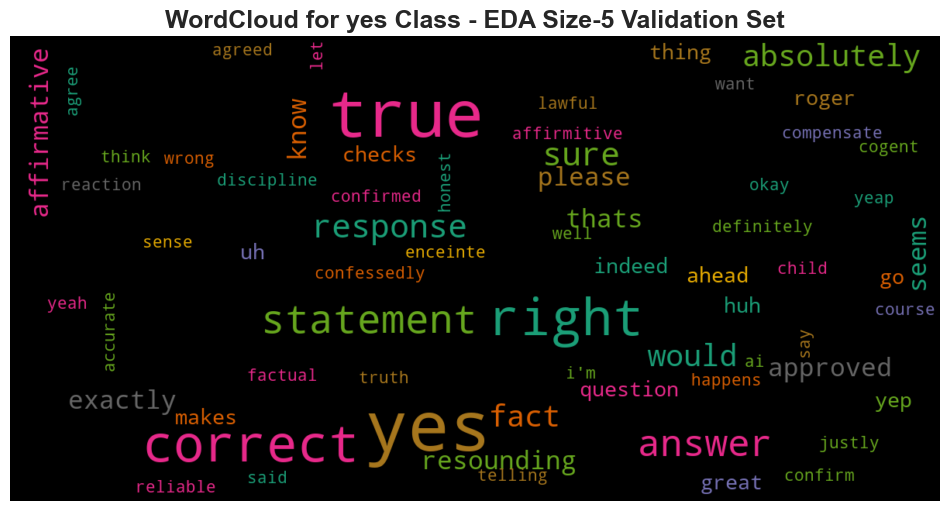 WordCloud for yes Class - EDA Size-5 Validation Set
affirmative
agree
agreed
let
thing
absolutely
want
roger
know
true
lawful
affirmitive
compensate
cogent
think
wrong
checks
honest
sure
please
reaction
discipline
confirmed
okay
yeap
response
thats
well
definitely
seems
sense
uh
enceinte
indeed
ahead
child
go
confessedly
yeah
accurate
statement
right
huh
course
would
ai
say
approved
factual
truth
i'm
question
happens
exactly
makes
yes
fact
yep
correct
resounding
answer
justly
reliable
said
telling
great
confirm